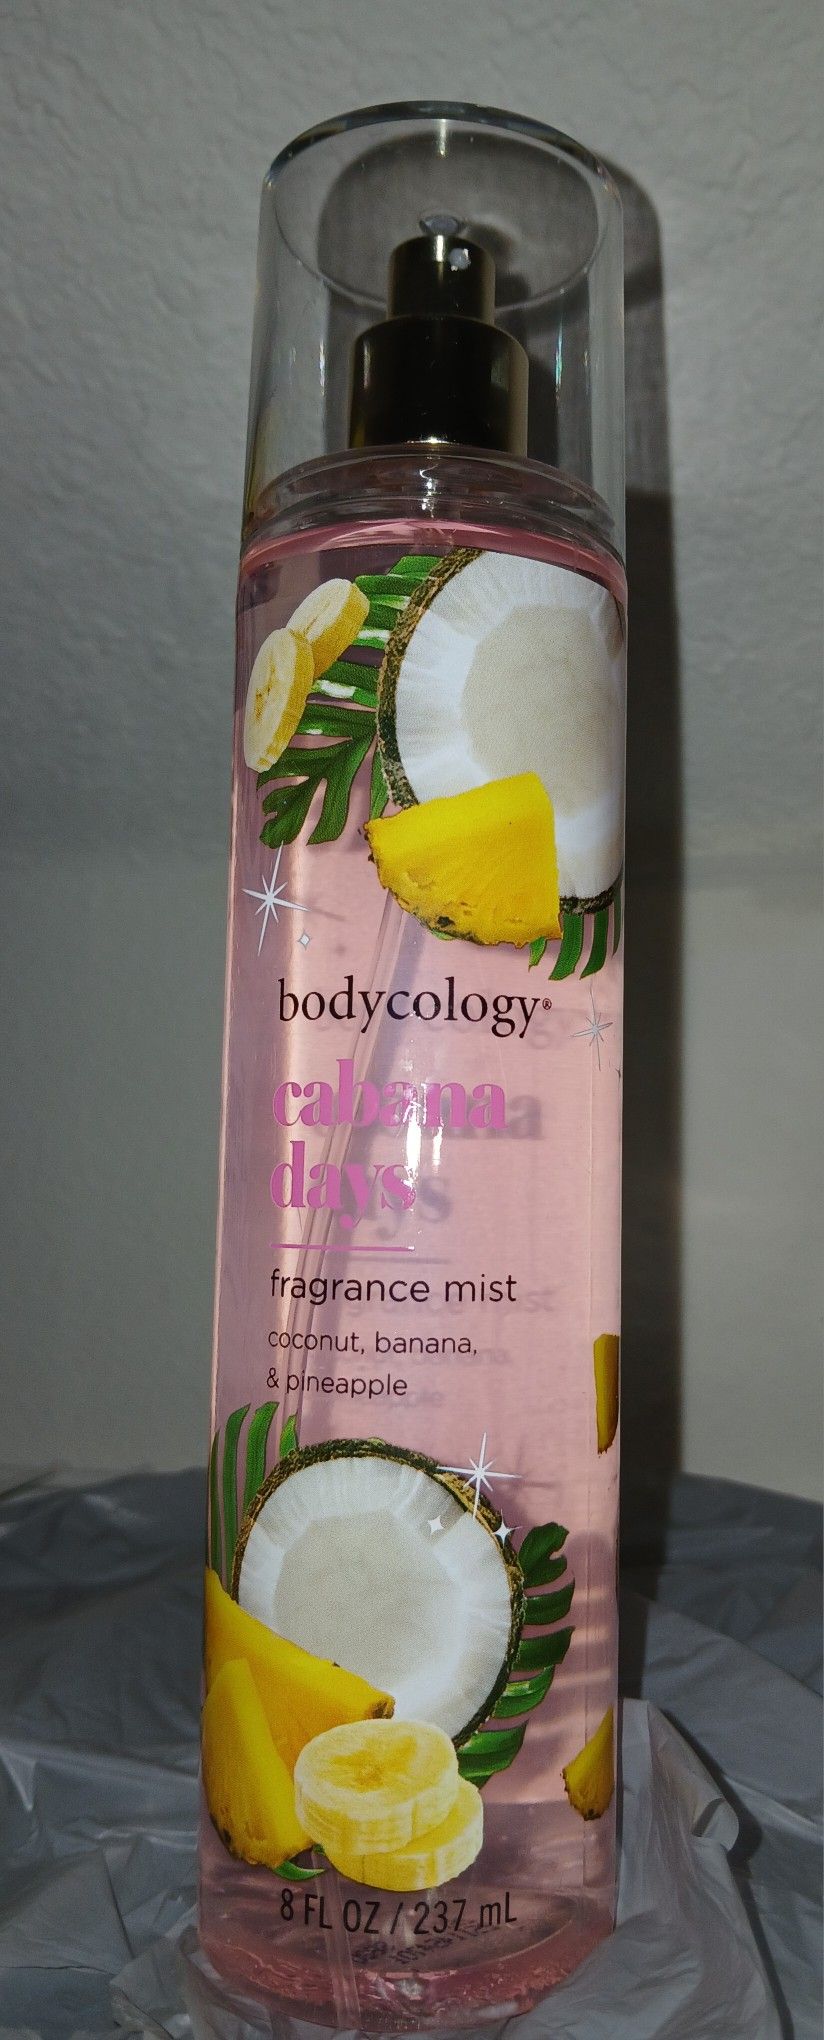 bodycology®
cabana
days
fragrance mist
coconut, banana,
& pineapple
8 FL OZ / 237 mL